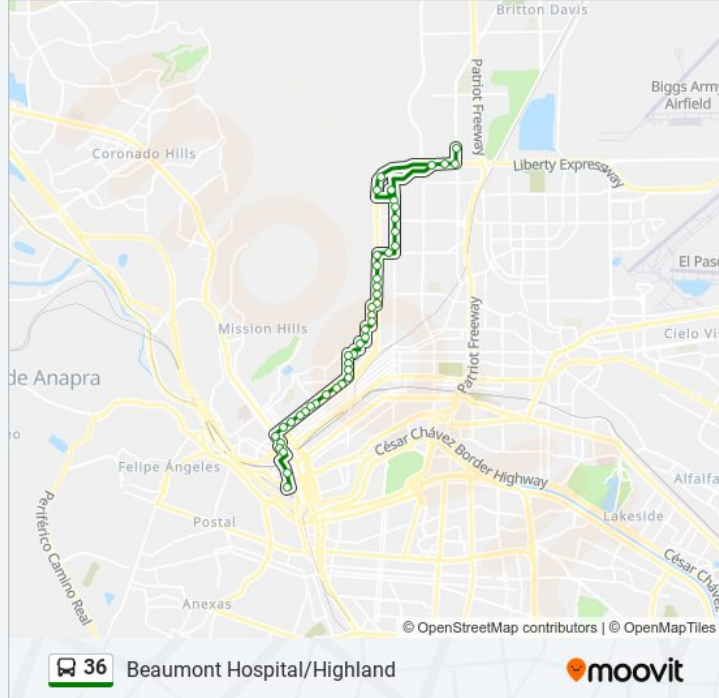 Britton Davis
Patriot Freeway
Biggs Army
Airfield
Coronado Hills
Liberty Expressway
El Paso
Mission Hills
Patriot Freeway
Cielo Vi
de Anapra
eo
César Chávez Border Highway
Felipe Ángeles
Alfalfa
Periférico Camino Real
Postal
Lakeside
César Cháve
Anexas
© OpenStreetMap contributors | © OpenMapTiles
36 Beaumont Hospital/Highland
moovit